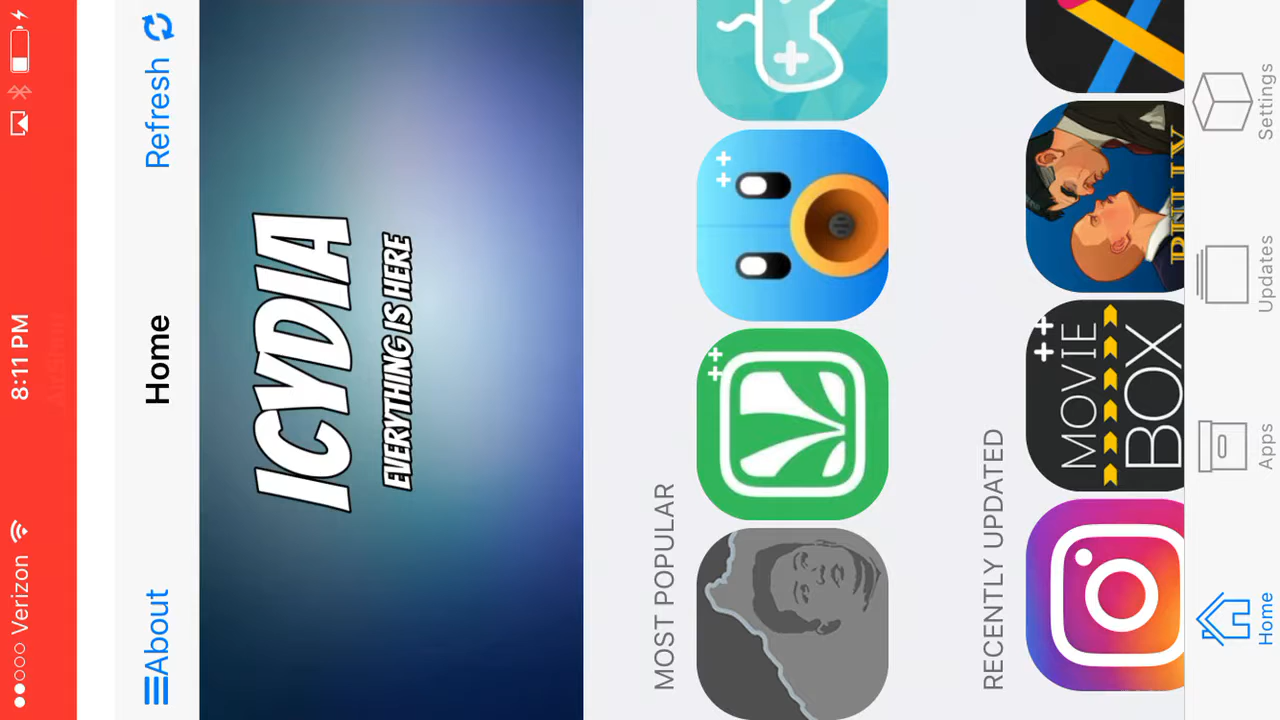 ●●○○○ Verizon 8:11 PM
About Home Refresh
ICYDIA
EVERYTHING IS HERE
MOST POPULAR
++
++
RECENTLY UPDATED
++
MOVIE
BOX
BULLY
Home Apps Updates Settings